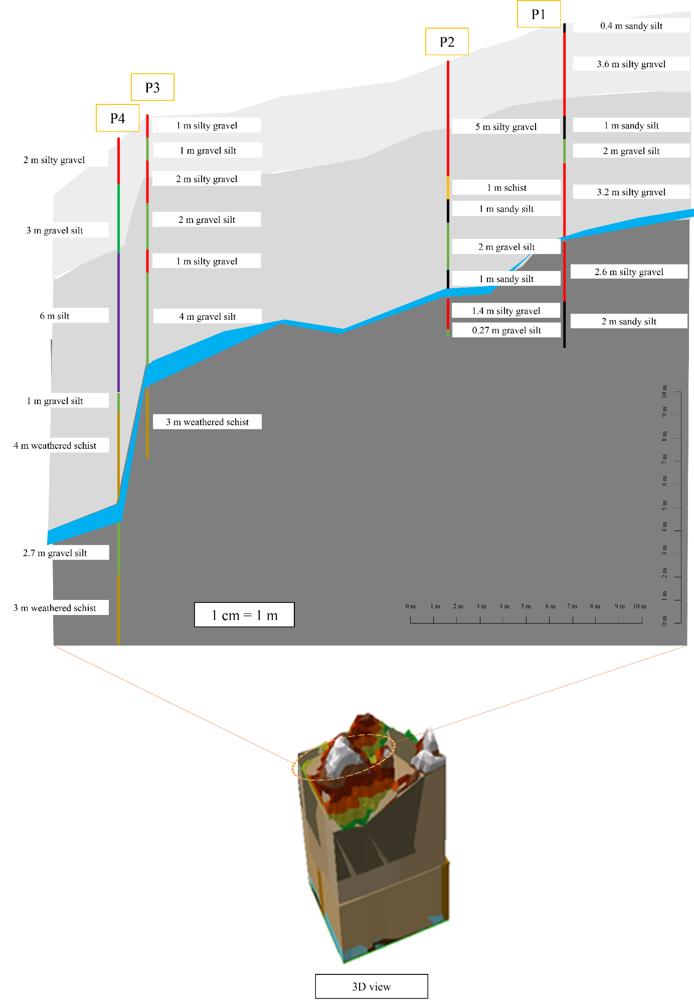 P1
0.4 m sandy silt
3.6 m silty gravel
1 m sandy silt
2 m gravel silt
3.2 m silty gravel
2.6 m silty gravel
2 m sandy silt
P2
5 m silty gravel
1 m schist
1 m sandy silt
2 m gravel silt
1 m sandy silt
1.4 m silty gravel
0.27 m gravel silt
P3
1 m silty gravel
1 m gravel silt
2 m silty gravel
2 m gravel silt
1 m silty gravel
4 m gravel silt
3 m weathered schist
P4
2 m silty gravel
3 m gravel silt
6 m silt
1 m gravel silt
4 m weathered schist
2.7 m gravel silt
3 m weathered schist
1 cm = 1 m
0 m 1 m 2 m 3 m 4 m 5 m 6 m 7 m 8 m 9 m 10 m
0 m 1 m 2 m 3 m 4 m 5 m 6 m 7 m 8 m 9 m 10 m
3D view